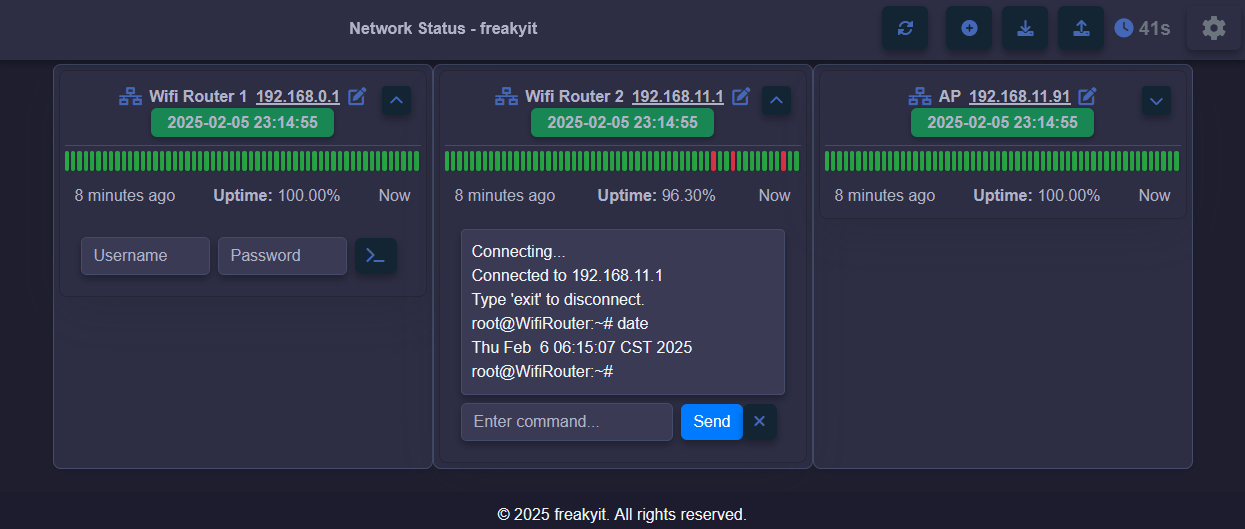 Network Status - freakyit
41s
Wifi Router 1 192.168.0.1
2025-02-05 23:14:55
8 minutes ago Uptime: 100.00% Now
Username Password
Wifi Router 2 192.168.11.1
2025-02-05 23:14:55
8 minutes ago Uptime: 96.30% Now
Connecting...
Connected to 192.168.11.1
Type 'exit' to disconnect.
root@WifiRouter:~# date
Thu Feb  6 06:15:07 CST 2025
root@WifiRouter:~#
Enter command... Send
AP 192.168.11.91
2025-02-05 23:14:55
8 minutes ago Uptime: 100.00% Now
© 2025 freakyit. All rights reserved.